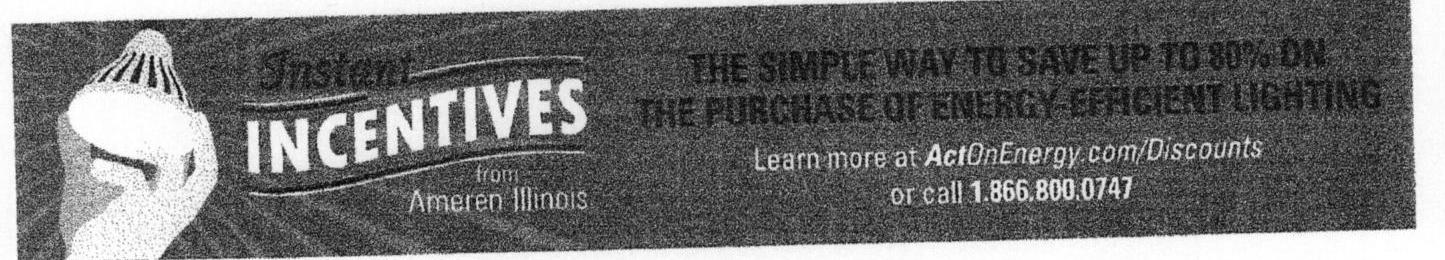 Instant
INCENTIVES
from
Ameren Illinois
THE SIMPLE WAY TO SAVE UP TO 80% ON
THE PURCHASE OF ENERGY-EFFICIENT LIGHTING
Learn more at ActOnEnergy.com/Discounts
or call 1.866.800.0747